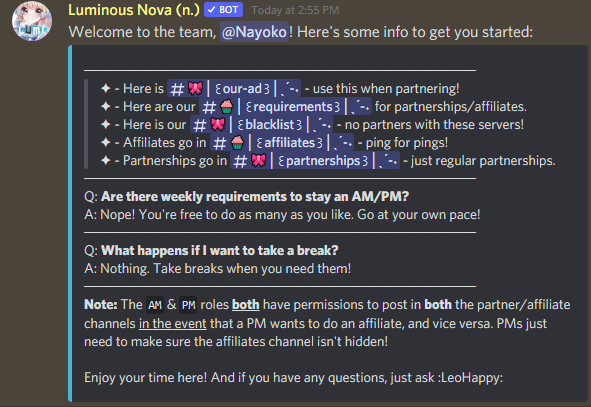 Luminous Nova (n.) ✓ BOT Today at 2:55 PM
Welcome to the team, @Nayoko! Here's some info to get you started:
✦ - Here is #🎀│꒰our-ad꒱│ˎˊ˗ - use this when partnering!
✦ - Here are our #🧁│꒰requirements꒱│ˎˊ˗ for partnerships/affiliates.
✦ - Here is our #🎀│꒰blacklist꒱│ˎˊ˗ - no partners with these servers!
✦ - Affiliates go in #🧁│꒰affiliates꒱│ˎˊ˗ - ping for pings!
✦ - Partnerships go in #🎀│꒰partnerships꒱│ˎˊ˗ - just regular partnerships.
Q: Are there weekly requirements to stay an AM/PM?
A: Nope! You're free to do as many as you like. Go at your own pace!
Q: What happens if I want to take a break?
A: Nothing. Take breaks when you need them!
Note: The AM & PM roles both have permissions to post in both the partner/affiliate
channels in the event that a PM wants to do an affiliate, and vice versa. PMs just
need to make sure the affiliates channel isn't hidden!
Enjoy your time here! And if you have any questions, just ask :LeoHappy: